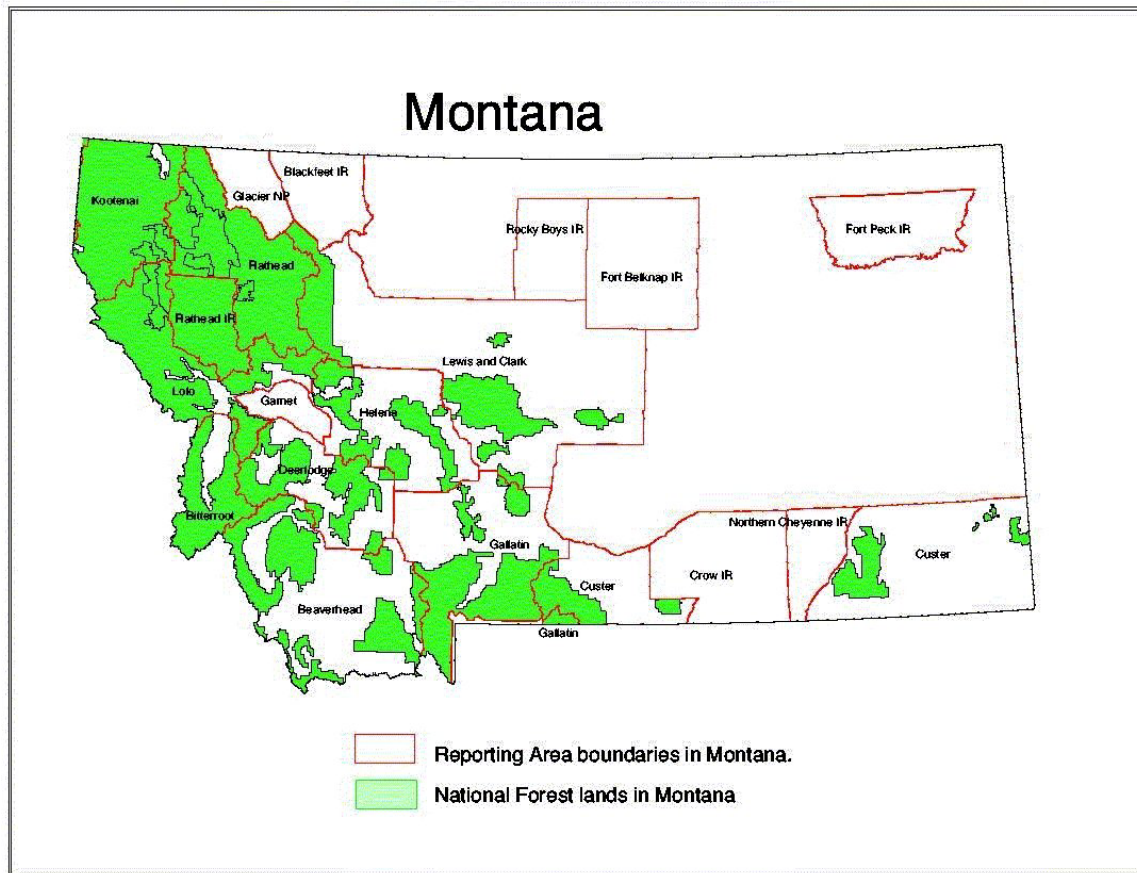 Montana
Blackfeet IR
Glacier NP
Kootenai
Rocky Boys IR
Fort Peck IR
Flathead
Fort Belknap IR
Flathead IR
Lewis and Clark
Lolo
Garnet
Helena
Deerlodge
Bitterroot
Northern Cheyenne IR
Gallatin
Custer
Crow IR
Custer
Beaverhead
Gallatin
Reporting Area boundaries in Montana.
National Forest lands in Montana